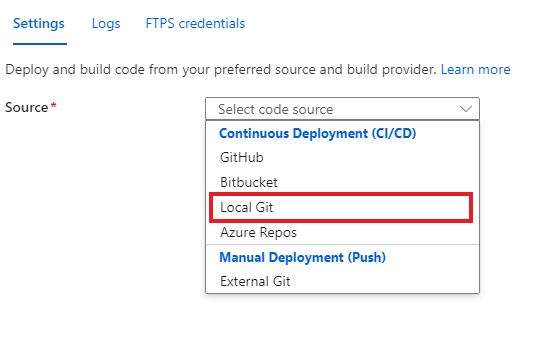 Settings Logs FTPS credentials
Deploy and build code from your preferred source and build provider. Learn more
Source* Select code source
Continuous Deployment (CI/CD)
GitHub
Bitbucket
Local Git
Azure Repos
Manual Deployment (Push)
External Git